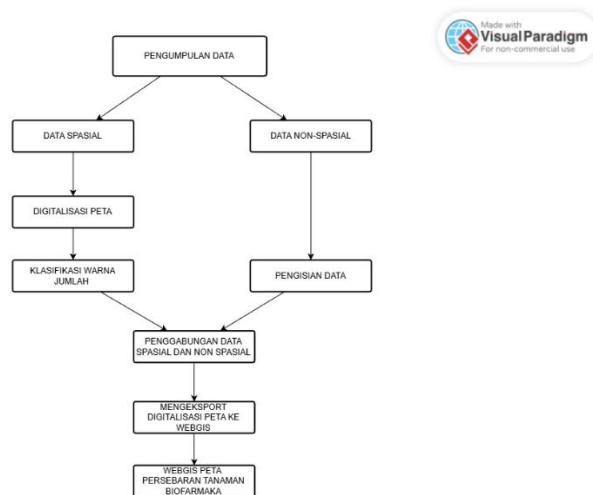 Made with
Visual Paradigm
For non-commercial use
PENGUMPULAN DATA
DATA SPASIAL
DATA NON-SPASIAL
DIGITALISASI PETA
KLASIFIKASI WARNA
JUMLAH
PENGISIAN DATA
PENGGABUNGAN DATA
SPASIAL DAN NON SPASIAL
MENGEKSPORT
DIGITALISASI PETA KE
WEBGIS
WEBGIS PETA
PERSEBARAN TANAMAN
BIOFARMAKA